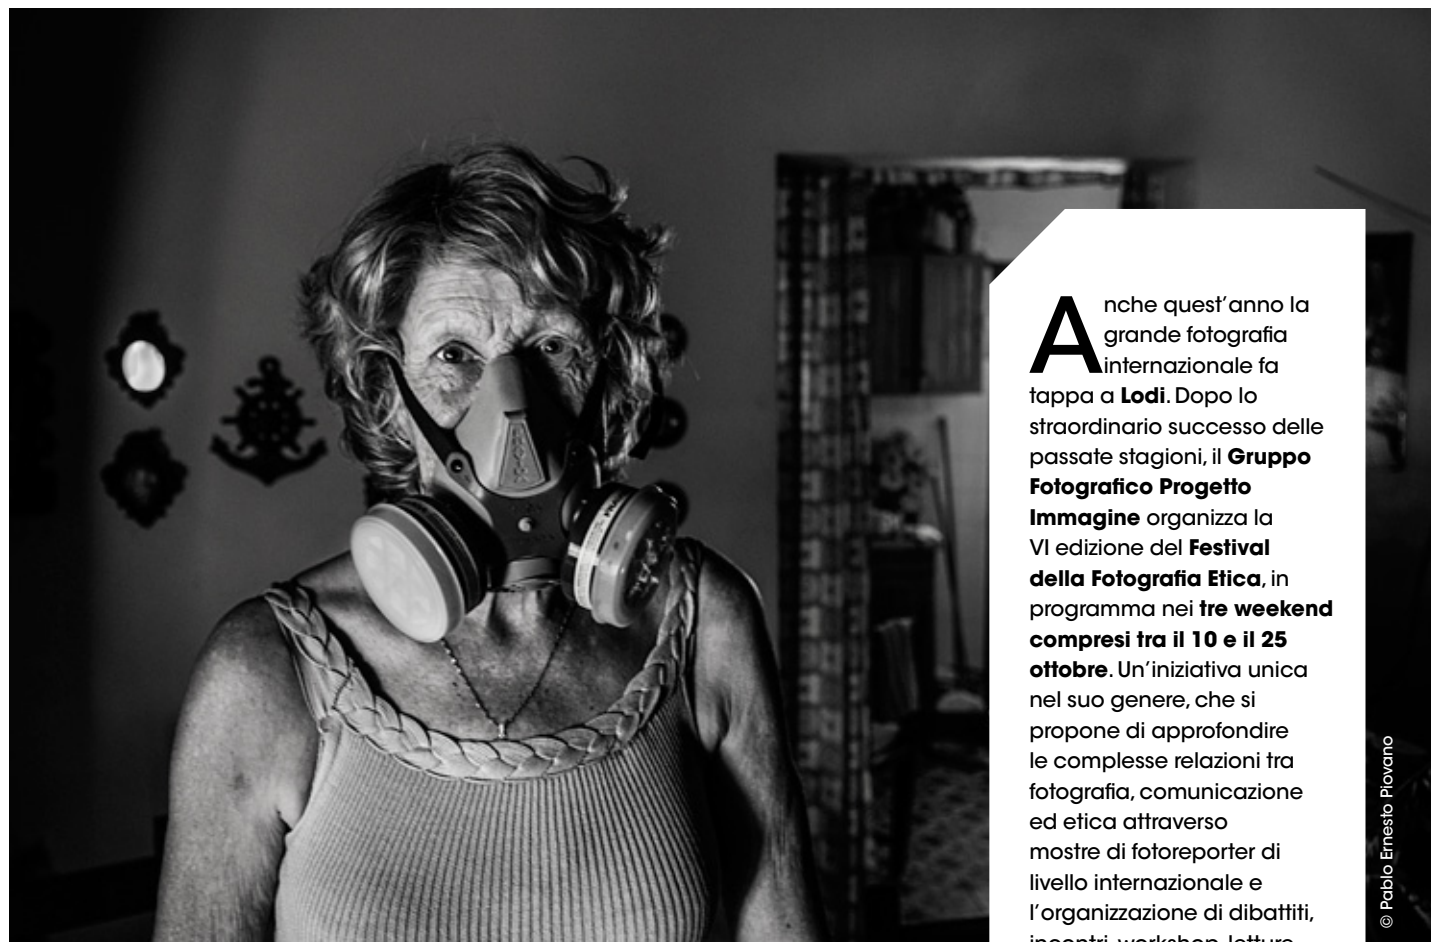 Anche quest'anno la
grande fotografia
internazionale fa
tappa a Lodi. Dopo lo
straordinario successo delle
passate stagioni, il Gruppo
Fotografico Progetto
Immagine organizza la
VI edizione del Festival
della Fotografia Etica, in
programma nei tre weekend
compresi tra il 10 e il 25
ottobre. Un'iniziativa unica
nel suo genere, che si
propone di approfondire
le complesse relazioni tra
fotografia, comunicazione
ed etica attraverso
mostre di fotoreporter di
livello internazionale e
l'organizzazione di dibattiti,
incontri, workshop, letture
© Pablo Ernesto Piovano